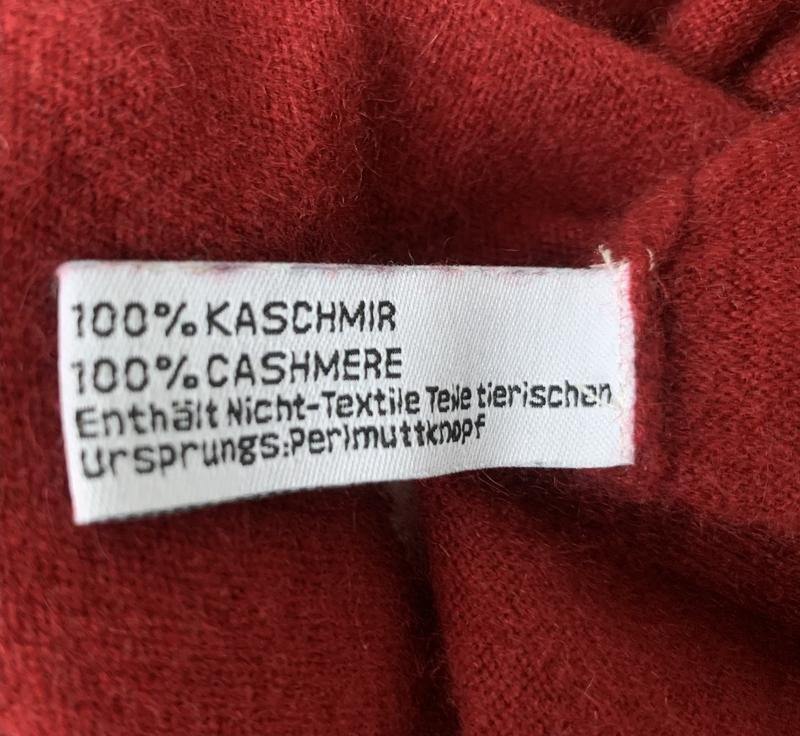 100% KASCHMIR
100% CASHMERE
Enthält Nicht-Textile Teile tierischen
Ursprungs:Perlmuttknopf